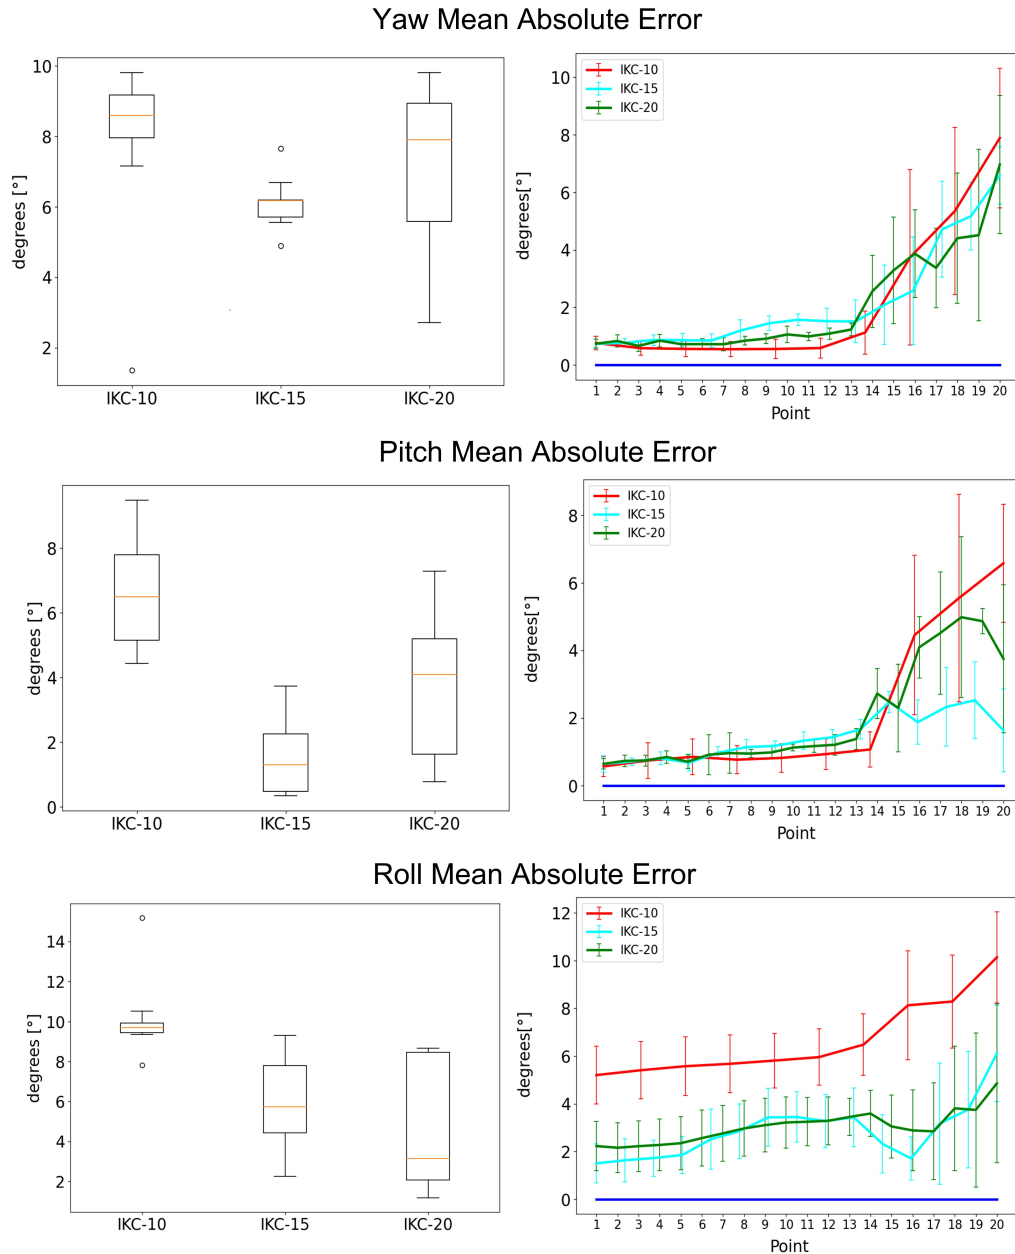 Yaw Mean Absolute Error
degrees [°]
10
8
6
4
2
IKC-10 IKC-15 IKC-20
degrees[°]
10
8
6
4
2
0
IKC-10
IKC-15
IKC-20
1 2 3 4 5 6 7 8 9 10 11 12 13 14 15 16 17 18 19 20
Point
Pitch Mean Absolute Error
degrees [°]
8
6
4
2
0
IKC-10 IKC-15 IKC-20
degrees[°]
8
6
4
2
0
IKC-10
IKC-15
IKC-20
1 2 3 4 5 6 7 8 9 10 11 12 13 14 15 16 17 18 19 20
Point
Roll Mean Absolute Error
degrees [°]
14
12
10
8
6
4
2
IKC-10 IKC-15 IKC-20
degrees[°]
12
10
8
6
4
2
0
IKC-10
IKC-15
IKC-20
1 2 3 4 5 6 7 8 9 10 11 12 13 14 15 16 17 18 19 20
Point